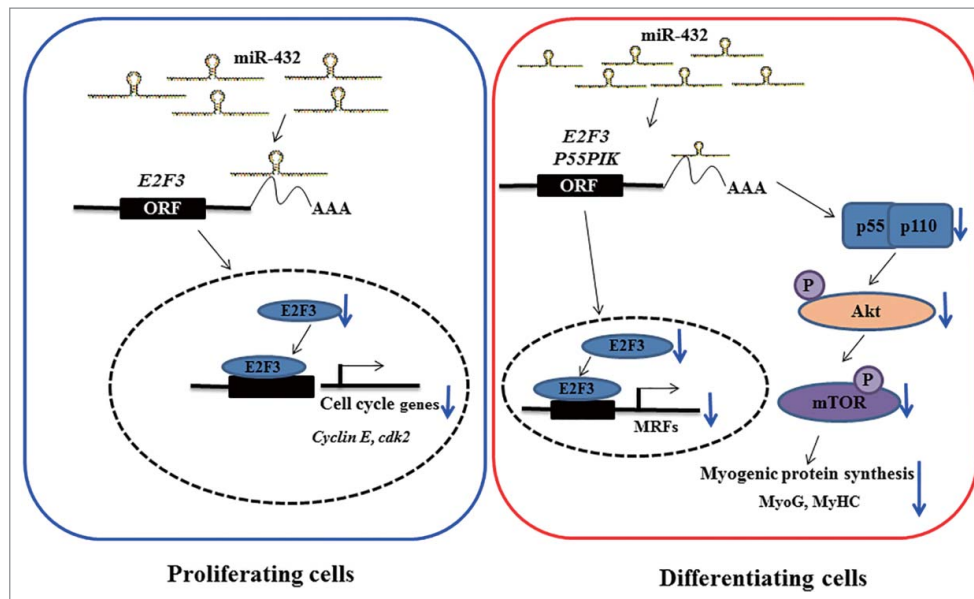 miR-432
E2F3
ORF
AAA
E2F3
E2F3
Cell cycle genes
Cyclin E, cdk2
Proliferating cells
miR-432
E2F3
P55PIK
ORF
AAA
p55 p110
P
Akt
P
mTOR
Myogenic protein synthesis
MyoG, MyHC
E2F3
E2F3
MRFs
Differentiating cells